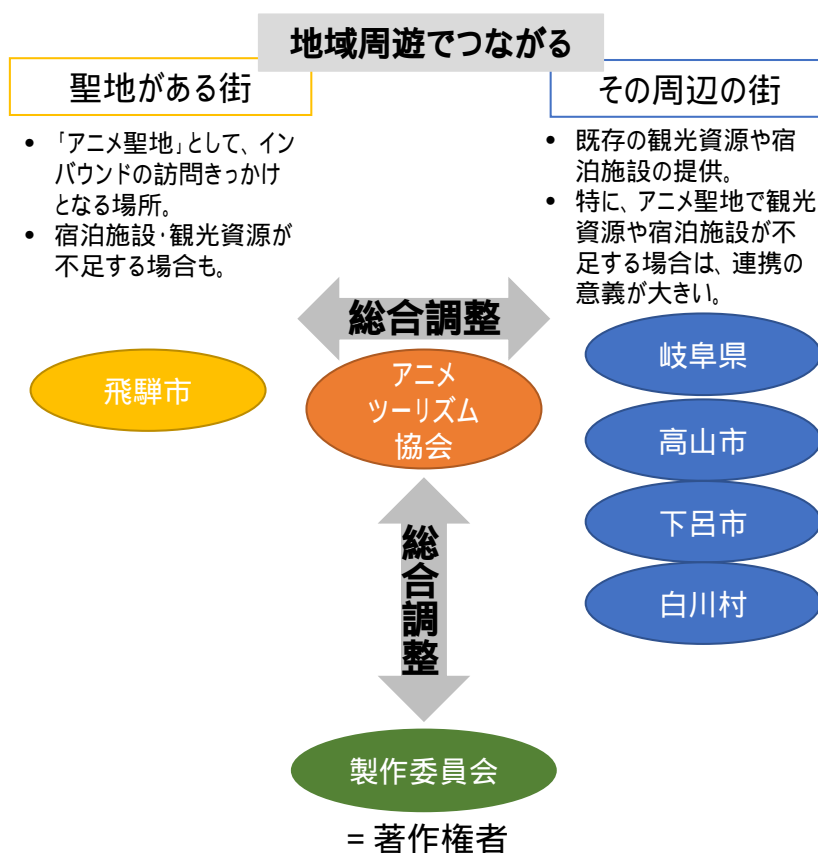 地域周遊でつながる
聖地がある街
• 「アニメ聖地」として、イン
バウンドの訪問きっかけ
となる場所。
• 宿泊施設・観光資源が
不足する場合も。
その周辺の街
• 既存の観光資源や宿
泊施設の提供。
• 特に、アニメ聖地で観光
資源や宿泊施設が不
足する場合は、連携の
意義が大きい。
総合調整
飛騨市
アニメ
ツーリズム
協会
岐阜県
高山市
下呂市
白川村
総合調整
製作委員会
= 著作権者